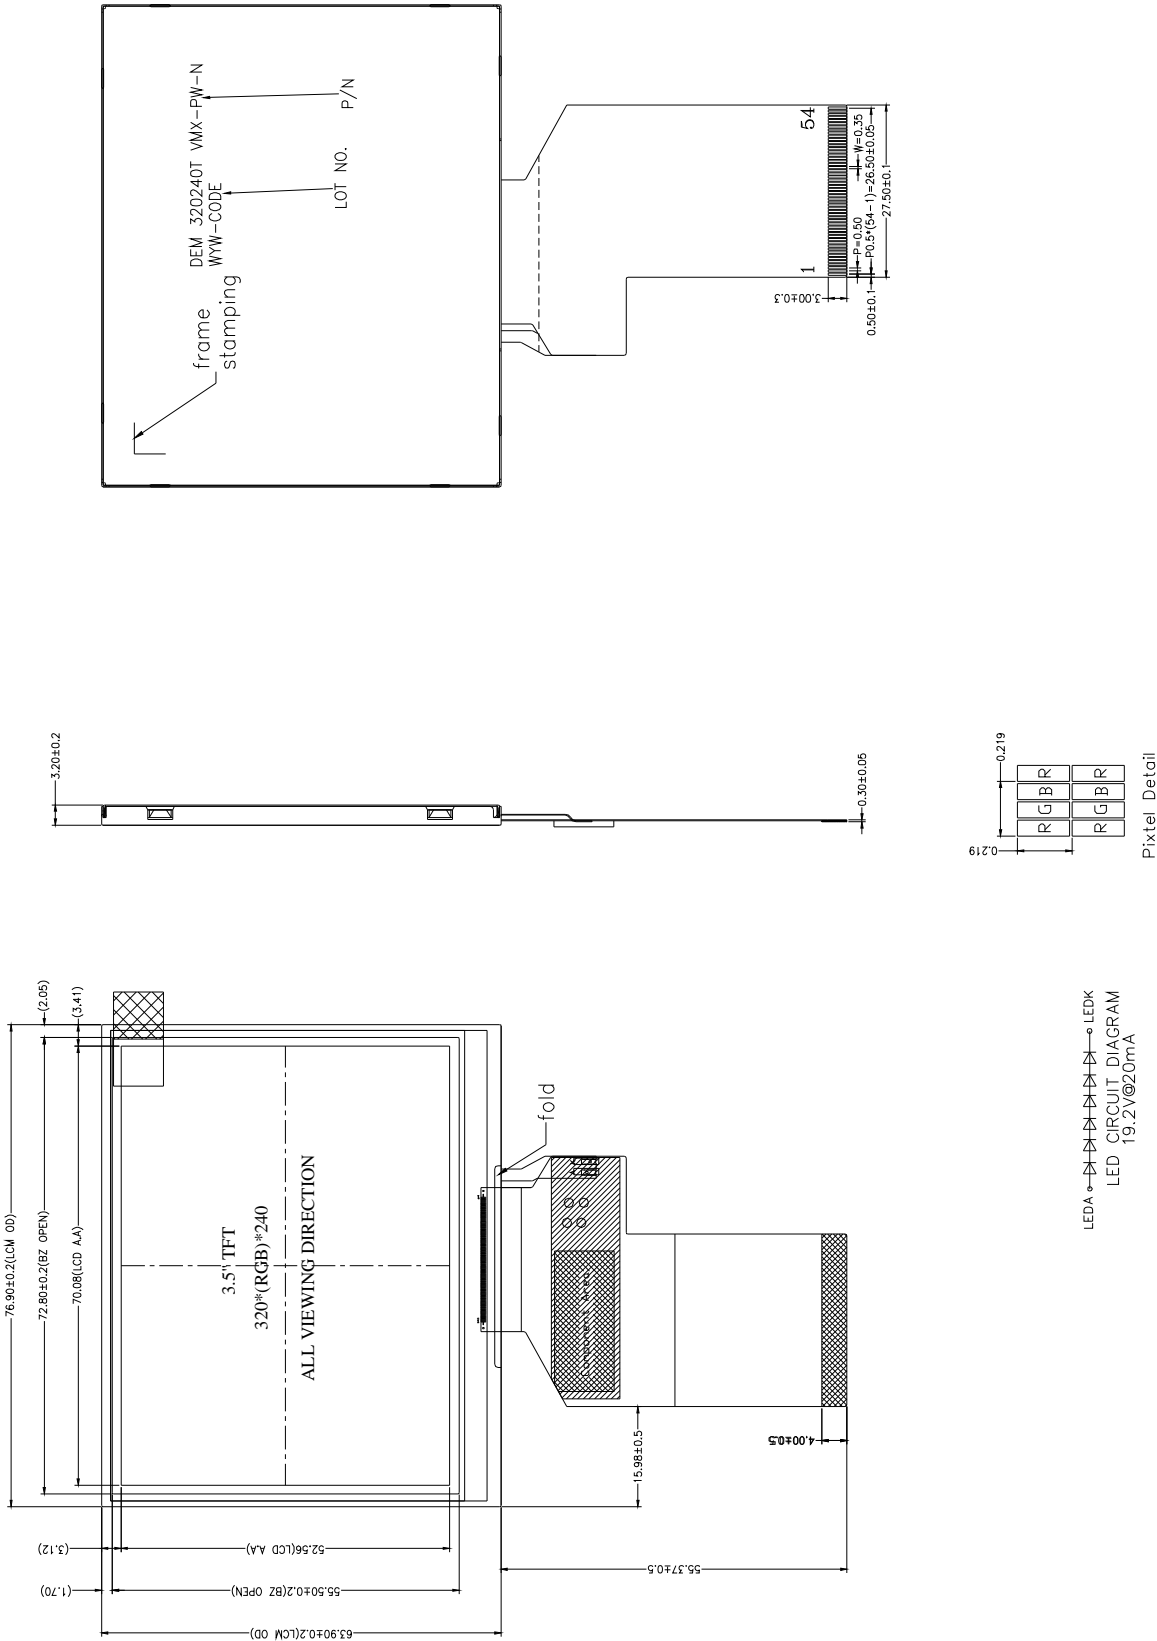 frame
stamping
DEM 320240T VMX-PW-N
WYW-CODE
LOT NO.
P/N
1
54
3.00±0.3
P=0.50
W=0.35
P0.5*(54-1)=26.50±0.05
0.50±0.1
27.50±0.1
3.20±0.2
0.30±0.05
0.219
0.219
R G B R
R G B R
Pixtel Detail
76.90±0.2(LCM OD)
72.80±0.2(BZ OPEN)
70.08(LCD A.A)
(2.05)
(3.41)
3.5" TFT
320*(RGB)*240
ALL VIEWING DIRECTION
fold
Component Area
15.98±0.5
4.00±0.5
55.37±0.5
(3.12)
52.56(LCD A.A)
(1.70)
55.50±0.2(BZ OPEN)
63.90±0.2(LCM OD)
LEDA
LEDK
LED CIRCUIT DIAGRAM
19.2V@20mA